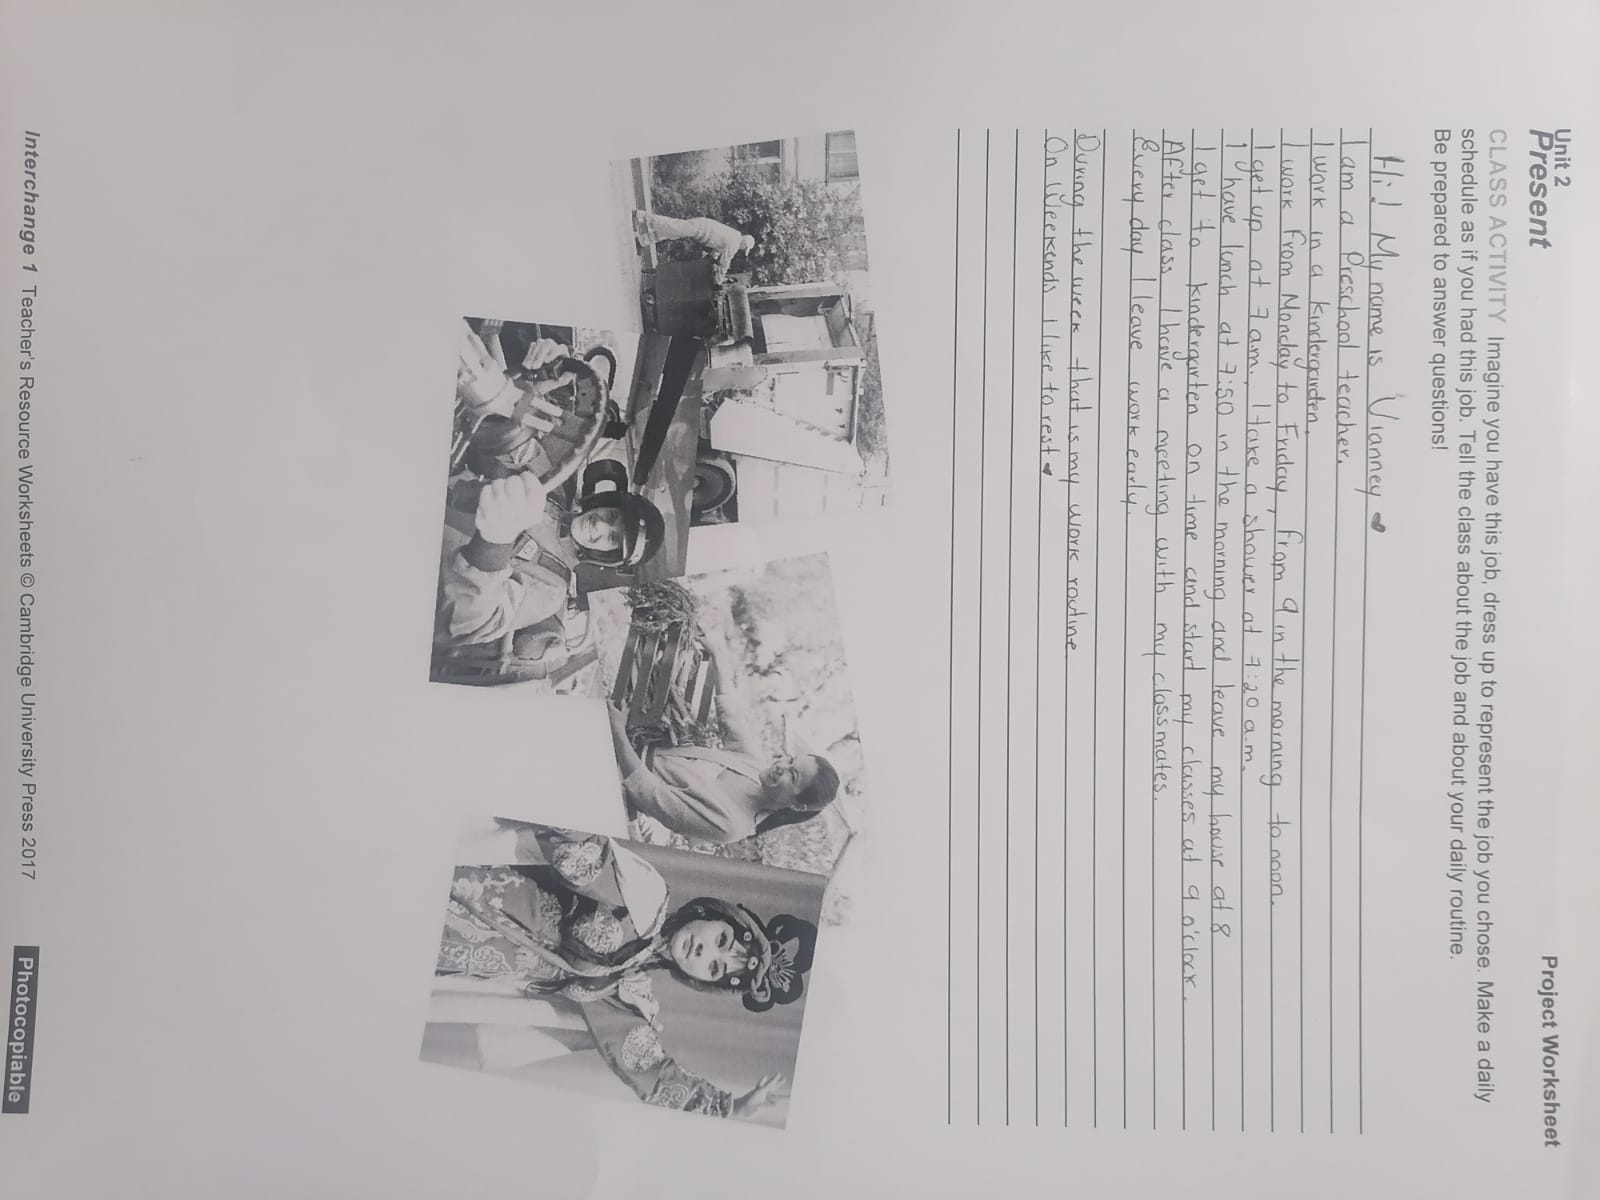 Unit 2
Present
Project Worksheet
CLASS ACTIVITY Imagine you have this job, dress up to represent the job you chose. Make a daily
schedule as if you had this job. Tell the class about the job and about your daily routine.
Be prepared to answer questions!
Hi! My name is Vianney
I am a Preschool teacher.
I work in a kindergarden.
I work from Monday to Friday, from 9 in the morning to noon.
I get up at 7 a.m, I take a shower at 7:20 a.m.
I have lunch at 7:50 in the morning and leave my house at 8
I get to kindergarten on time and start my classes at 9 o'clock.
After class I have a meeting with my classmates.
Every day I leave work early.
During the week that is my work routine.
On Weekends I like to rest
Interchange 1 Teacher's Resource Worksheets © Cambridge University Press 2017
Photocopiable